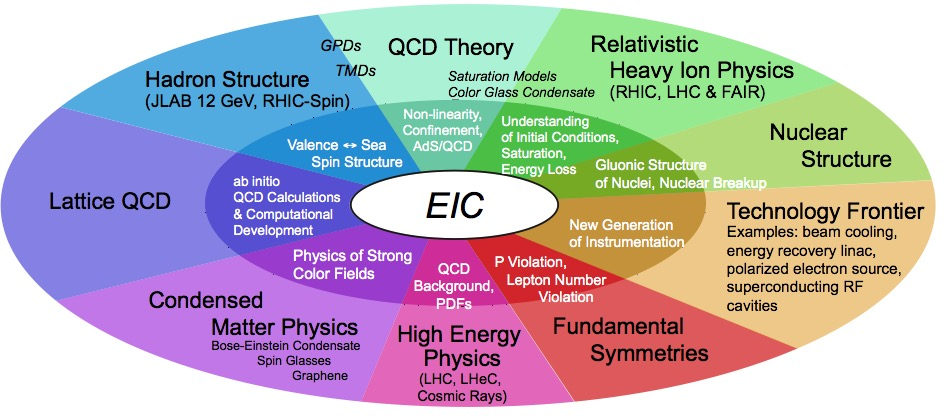 GPDs
TMDs
QCD Theory
Saturation Models
Color Glass Condensate
Non-linearity,
Confinement,
AdS/QCD
Relativistic
Heavy Ion Physics
(RHIC, LHC & FAIR)
Understanding
of Initial Conditions,
Saturation,
Energy Loss
Nuclear
Structure
Gluonic Structure
of Nuclei, Nuclear Breakup
Technology Frontier
Examples: beam cooling,
energy recovery linac,
polarized electron source,
superconducting RF
cavities
New Generation
of Instrumentation
Fundamental
Symmetries
P Violation,
Lepton Number
Violation
High Energy
Physics
(LHC, LHeC,
Cosmic Rays)
QCD
Background,
PDFs
Condensed
Matter Physics
Bose-Einstein Condensate
Spin Glasses
Graphene
Physics of Strong
Color Fields
Lattice QCD
ab initio
QCD Calculations
& Computational
Development
Hadron Structure
(JLAB 12 GeV, RHIC-Spin)
Valence ↔ Sea
Spin Structure
EIC